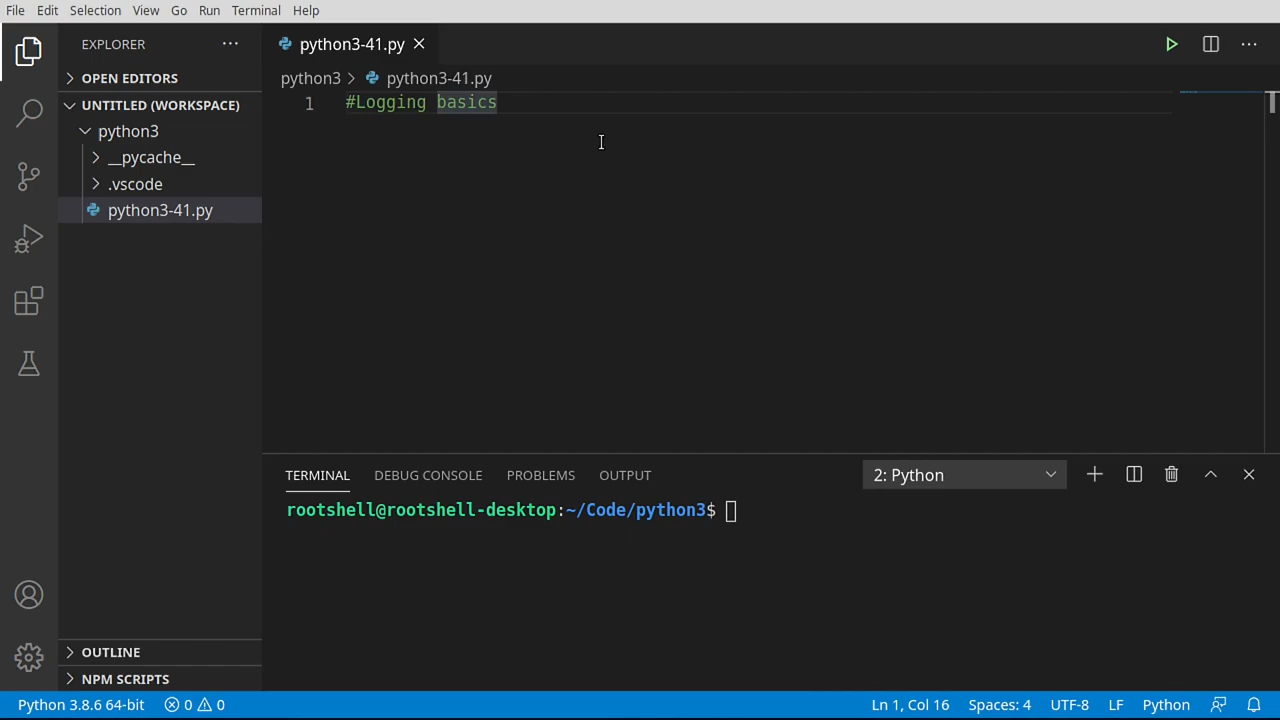 File Edit Selection View Go Run Terminal Help
EXPLORER
OPEN EDITORS
UNTITLED (WORKSPACE)
python3
__pycache__
.vscode
python3-41.py
OUTLINE
NPM SCRIPTS
python3-41.py
python3 > python3-41.py
1 #Logging basics
TERMINAL DEBUG CONSOLE PROBLEMS OUTPUT 2: Python
rootshell@rootshell-desktop:~/Code/python3$
Python 3.8.6 64-bit 0 0 Ln 1, Col 16 Spaces: 4 UTF-8 LF Python